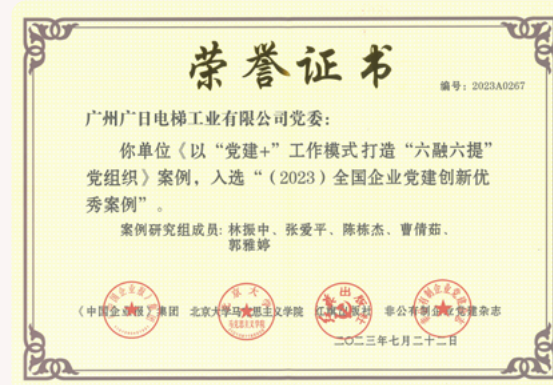 荣誉证书
编号：2023A0267
广州广日电梯工业有限公司党委：
你单位《以“党建+”工作模式打造“六融六提”
党组织》案例，入选“（2023）全国企业党建创新优
秀案例”。
案例研究组成员: 林振中、张爱平、陈栋杰、曹倩茹、
郭雅婷
《中国企业报》集团 北京大学马克思主义学院 红旗出版社 非公有制企业党建杂志
二〇二三年七月二十二日